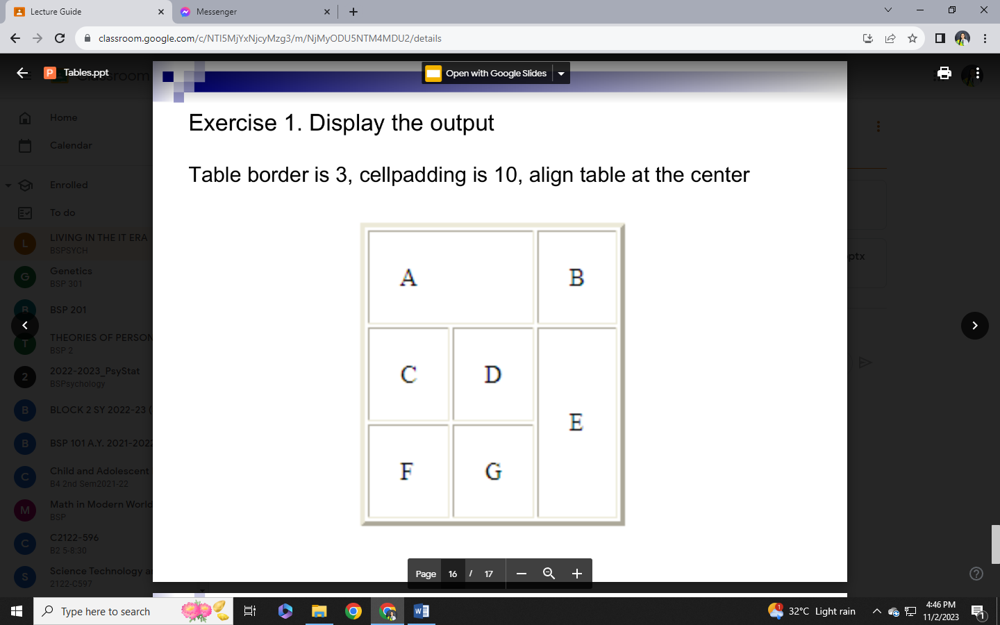 Lecture Guide
Messenger
classroom.google.com/c/NTI5MjYxNjcyMzg3/m/NjMyODU5NTM4MDU2/details
P Tables.ppt
Classroom
Open with Google Slides
Home
Calendar
Enrolled
To do
L LIVING IN THE IT ERA
BSPSYCH
G Genetics
BSP 301
B BSP 201
T THEORIES OF PERSON
BSP 2
2 2022-2023_PsyStat
BSPsychology
B BLOCK 2 SY 2022-23 (
B BSP 101 A.Y. 2021-2022
C Child and Adolescent
B4 2nd Sem2021-22
M Math in Modern World
BSP
C C2122-596
B2 5-8:30
S Science Technology a
2122-C597
ptx
Exercise 1. Display the output
Table border is 3, cellpadding is 10, align table at the center
A B
C D
E
F G
Page 16 / 17
Type here to search
1
32°C Light rain
4:46 PM
11/2/2023
1